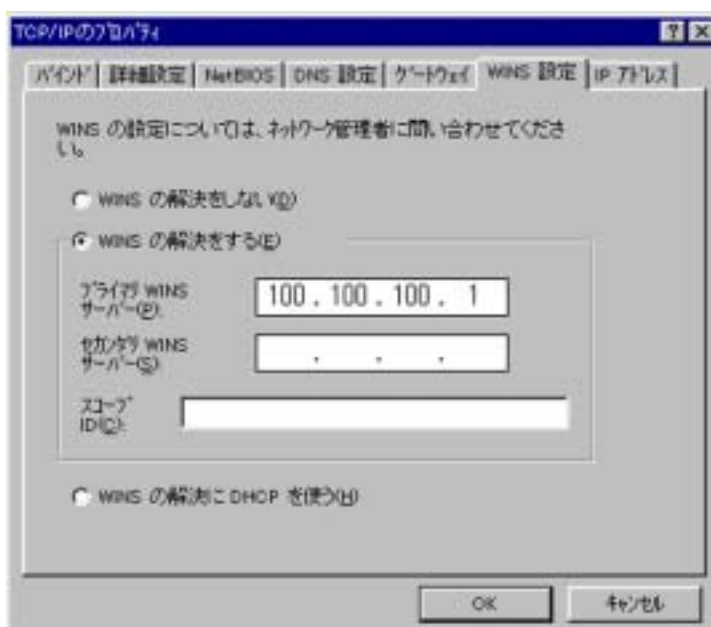 TCP/IPのﾌﾟﾛﾊﾟﾃｨ
ﾊﾞｲﾝﾄﾞ 詳細設定 NetBIOS DNS 設定 ｹﾞｰﾄｳｪｲ WINS 設定 IP ｱﾄﾞﾚｽ
WINS の設定については、ﾈｯﾄﾜｰｸ管理者に問い合わせてくださ
い。
WINS の解決をしない(D)
WINS の解決をする(E)
ﾌﾟﾗｲﾏﾘ WINS
ｻｰﾊﾞｰ(P):
100 . 100 . 100 . 1
ｾｶﾝﾀﾞﾘ WINS
ｻｰﾊﾞｰ(S):
. . .
ｽｺｰﾌﾟ
ID(C):
WINS の解決に DHCP を使う(H)
OK ｷｬﾝｾﾙ